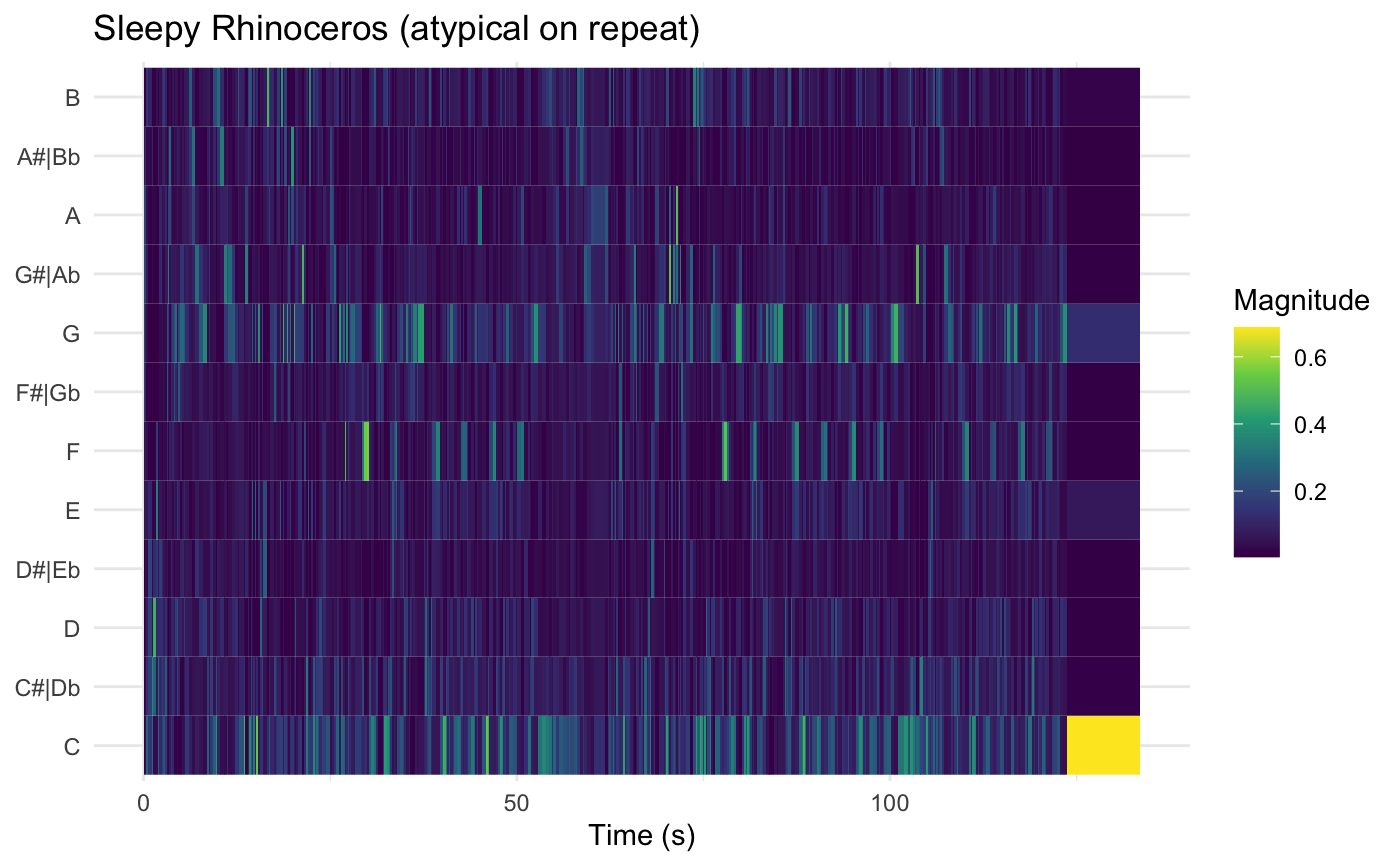 Sleepy Rhinoceros (atypical on repeat)
B
A#|Bb
A
G#|Ab
G
F#|Gb
F
E
D#|Eb
D
C#|Db
C
0 50 100
Time (s)
Magnitude
0.6
0.4
0.2